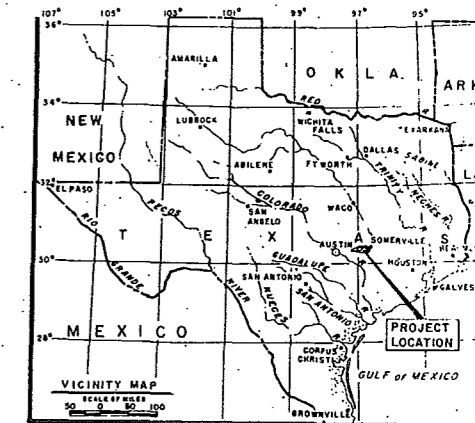 107° 105° 103° 101° 99° 97° 95°
AMARILLA
OKLA.
ARK
36°
34°
NEW
MEXICO
RED
R.
WICHITA
FALLS
TEXARKANA
LUBBOCK
ABILENE
FT WORTH
DALLAS
SABINE
TRINITY
NECHES R.
32°
EL PASO
PECOS
COLORADO
SAN
ANGELO
WACO
T E X A S
AUSTIN
SOMERVILLE
HOUSTON
RIO
GRANDE
30°
RIVER
GUADALUPE
SAN ANTONIO
SAN ANTONIO
NUECES
GALVES
PROJECT
LOCATION
28°
MEXICO
CORPUS
CHRISTI
GULF OF MEXICO
VICINITY MAP
SCALE OF MILES
50 0 50 100
BROWNVILLE